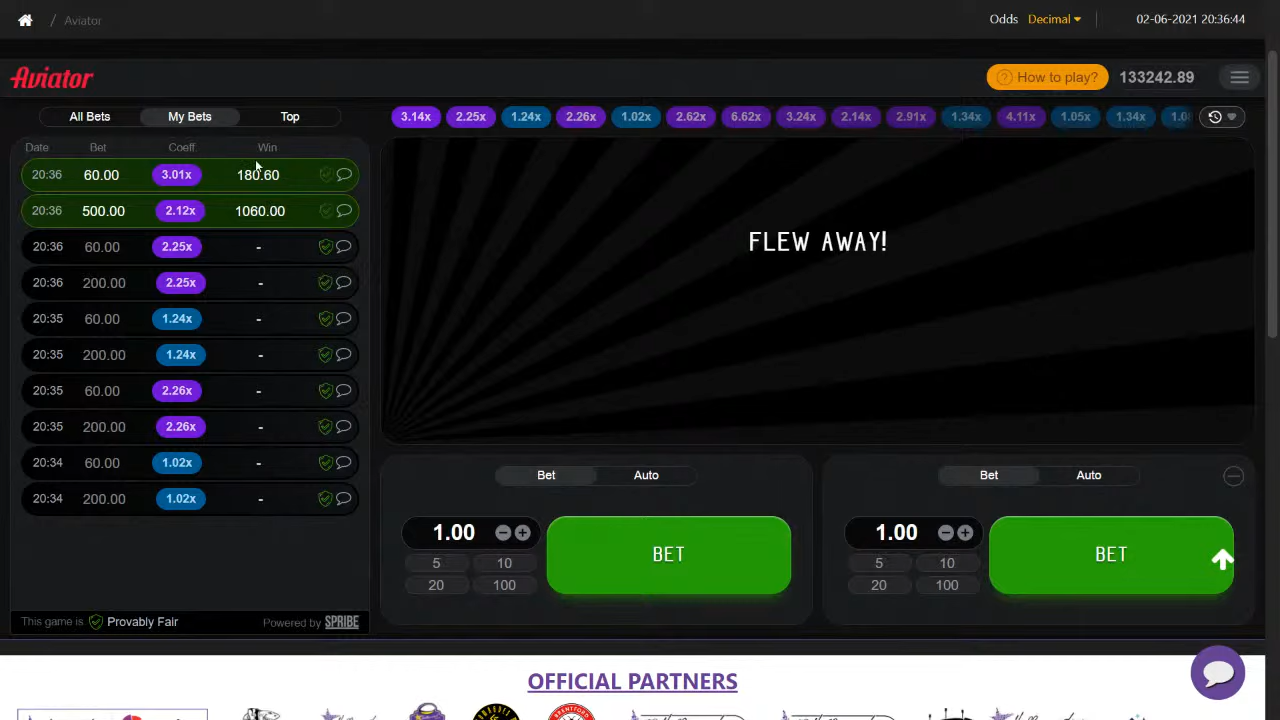 / Aviator
Odds Decimal
02-06-2021 20:36:44
Aviator
? How to play?
133242.89
All Bets My Bets Top
3.14x 2.25x 1.24x 2.26x 1.02x 2.62x 6.62x 3.24x 2.14x 2.91x 1.34x 4.11x 1.05x 1.34x
Date Bet Coeff Win
20:36 60.00 3.01x 180.60
20:36 500.00 2.12x 1060.00
20:36 60.00 2.25x -
20:36 200.00 2.25x -
20:35 60.00 1.24x -
20:35 200.00 1.24x -
20:35 60.00 2.26x -
20:35 200.00 2.26x -
20:34 60.00 1.02x -
20:34 200.00 1.02x -
FLEW AWAY!
Bet Auto
1.00
5 10
20 100
BET
Bet Auto
1.00
5 10
20 100
BET
This game is Provably Fair
Powered by SPRIBE
OFFICIAL PARTNERS